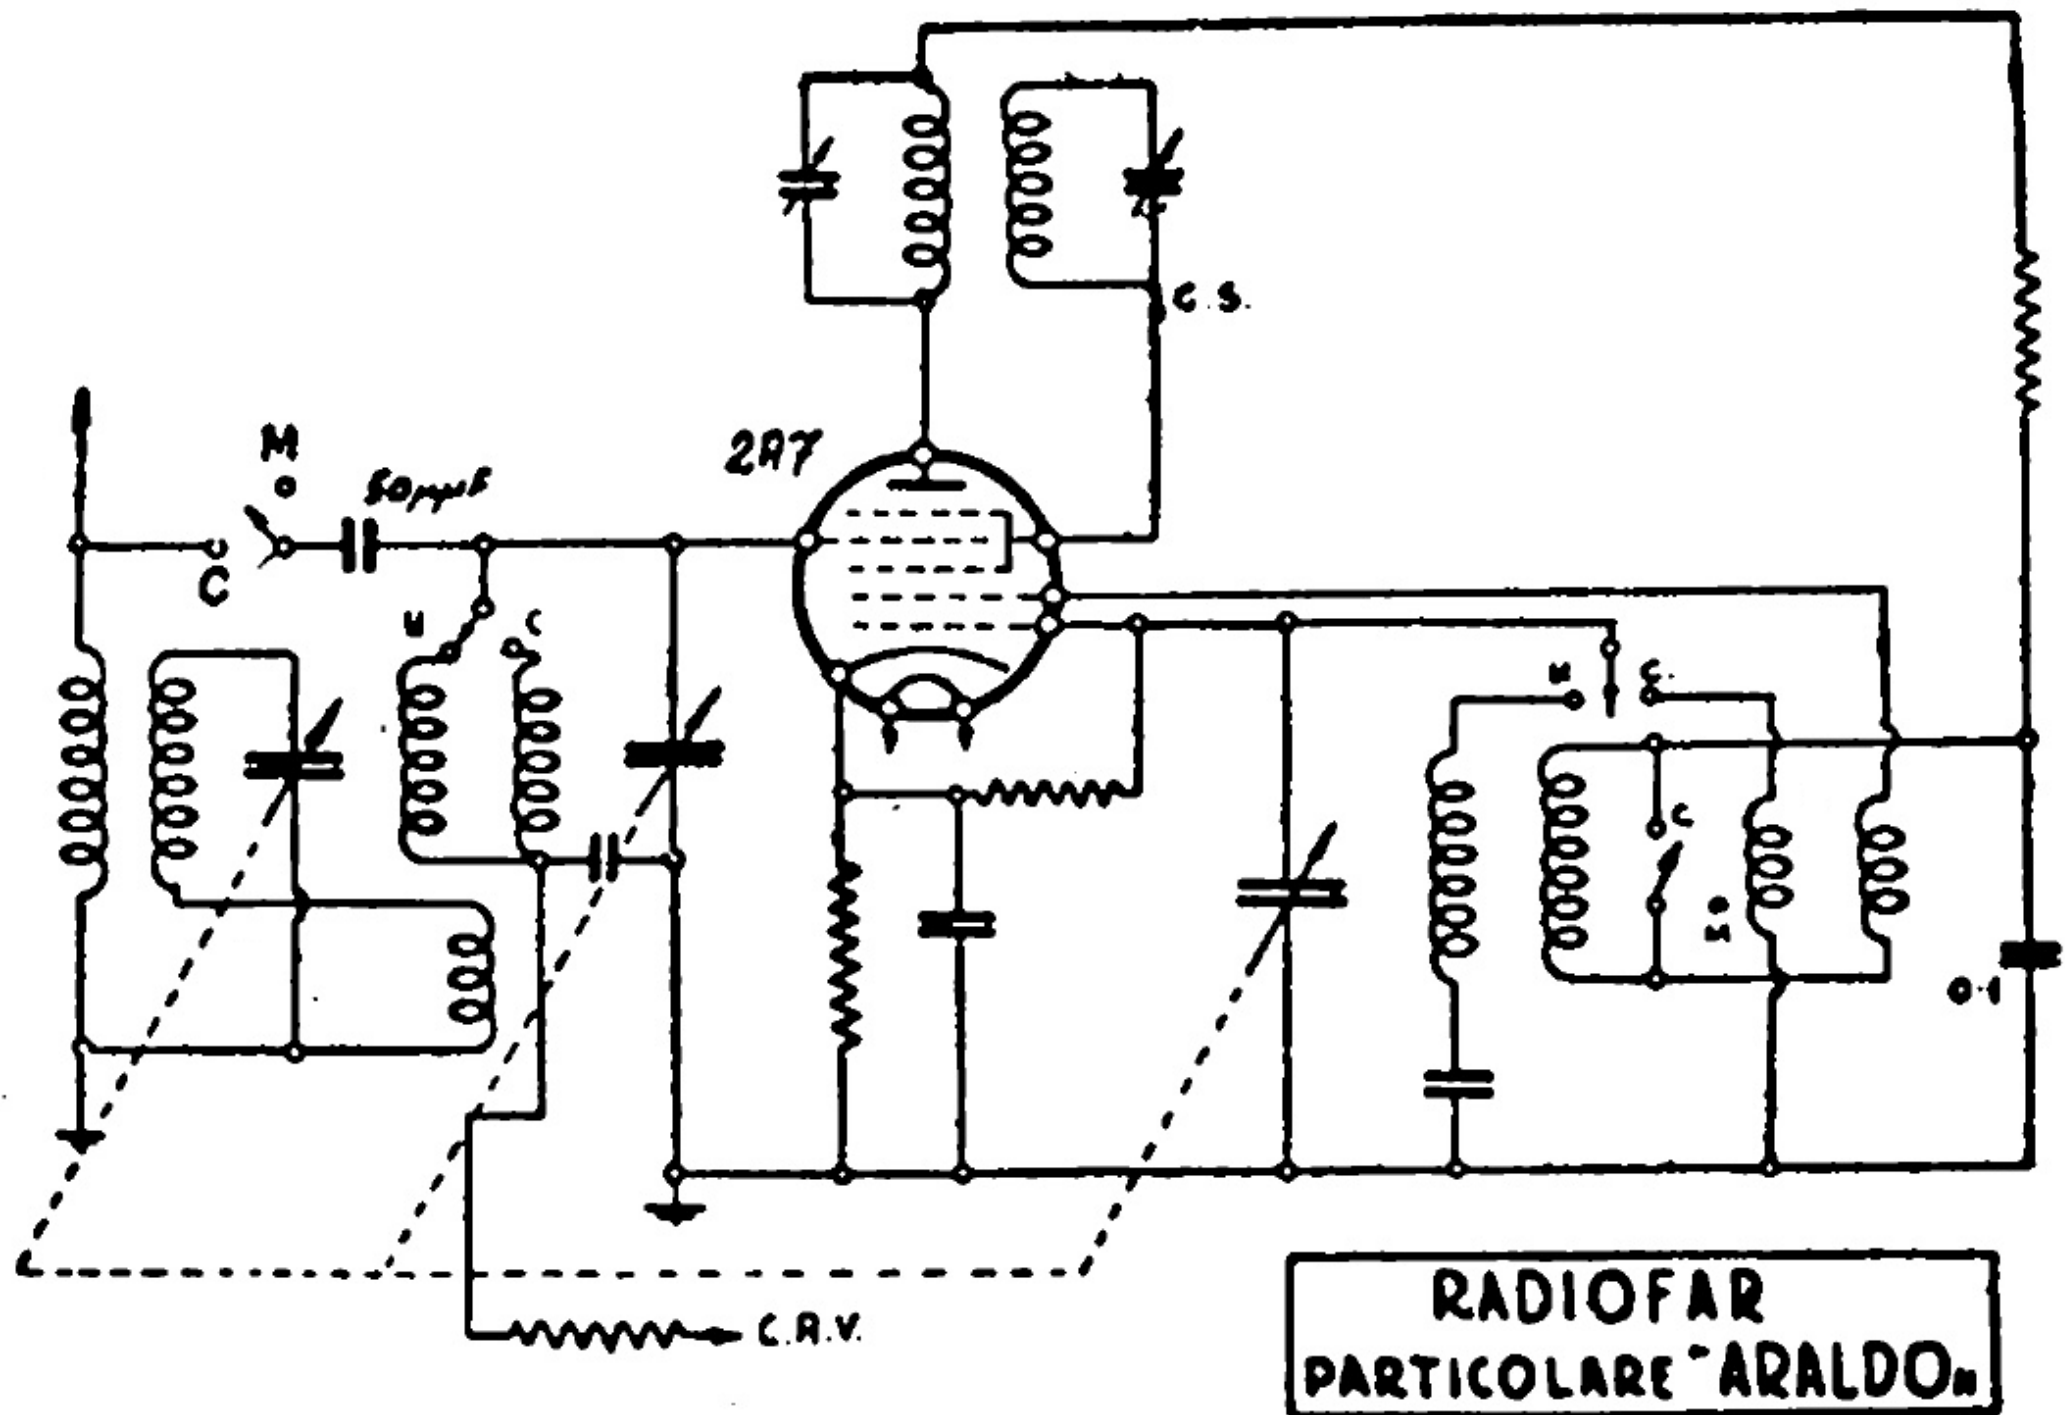 C.S.
M
50μμF
2A7
C
M
C
M
C.
C
M
0.1
C.A.V.
RADIOFAR
PARTICOLARE "ARALDO"